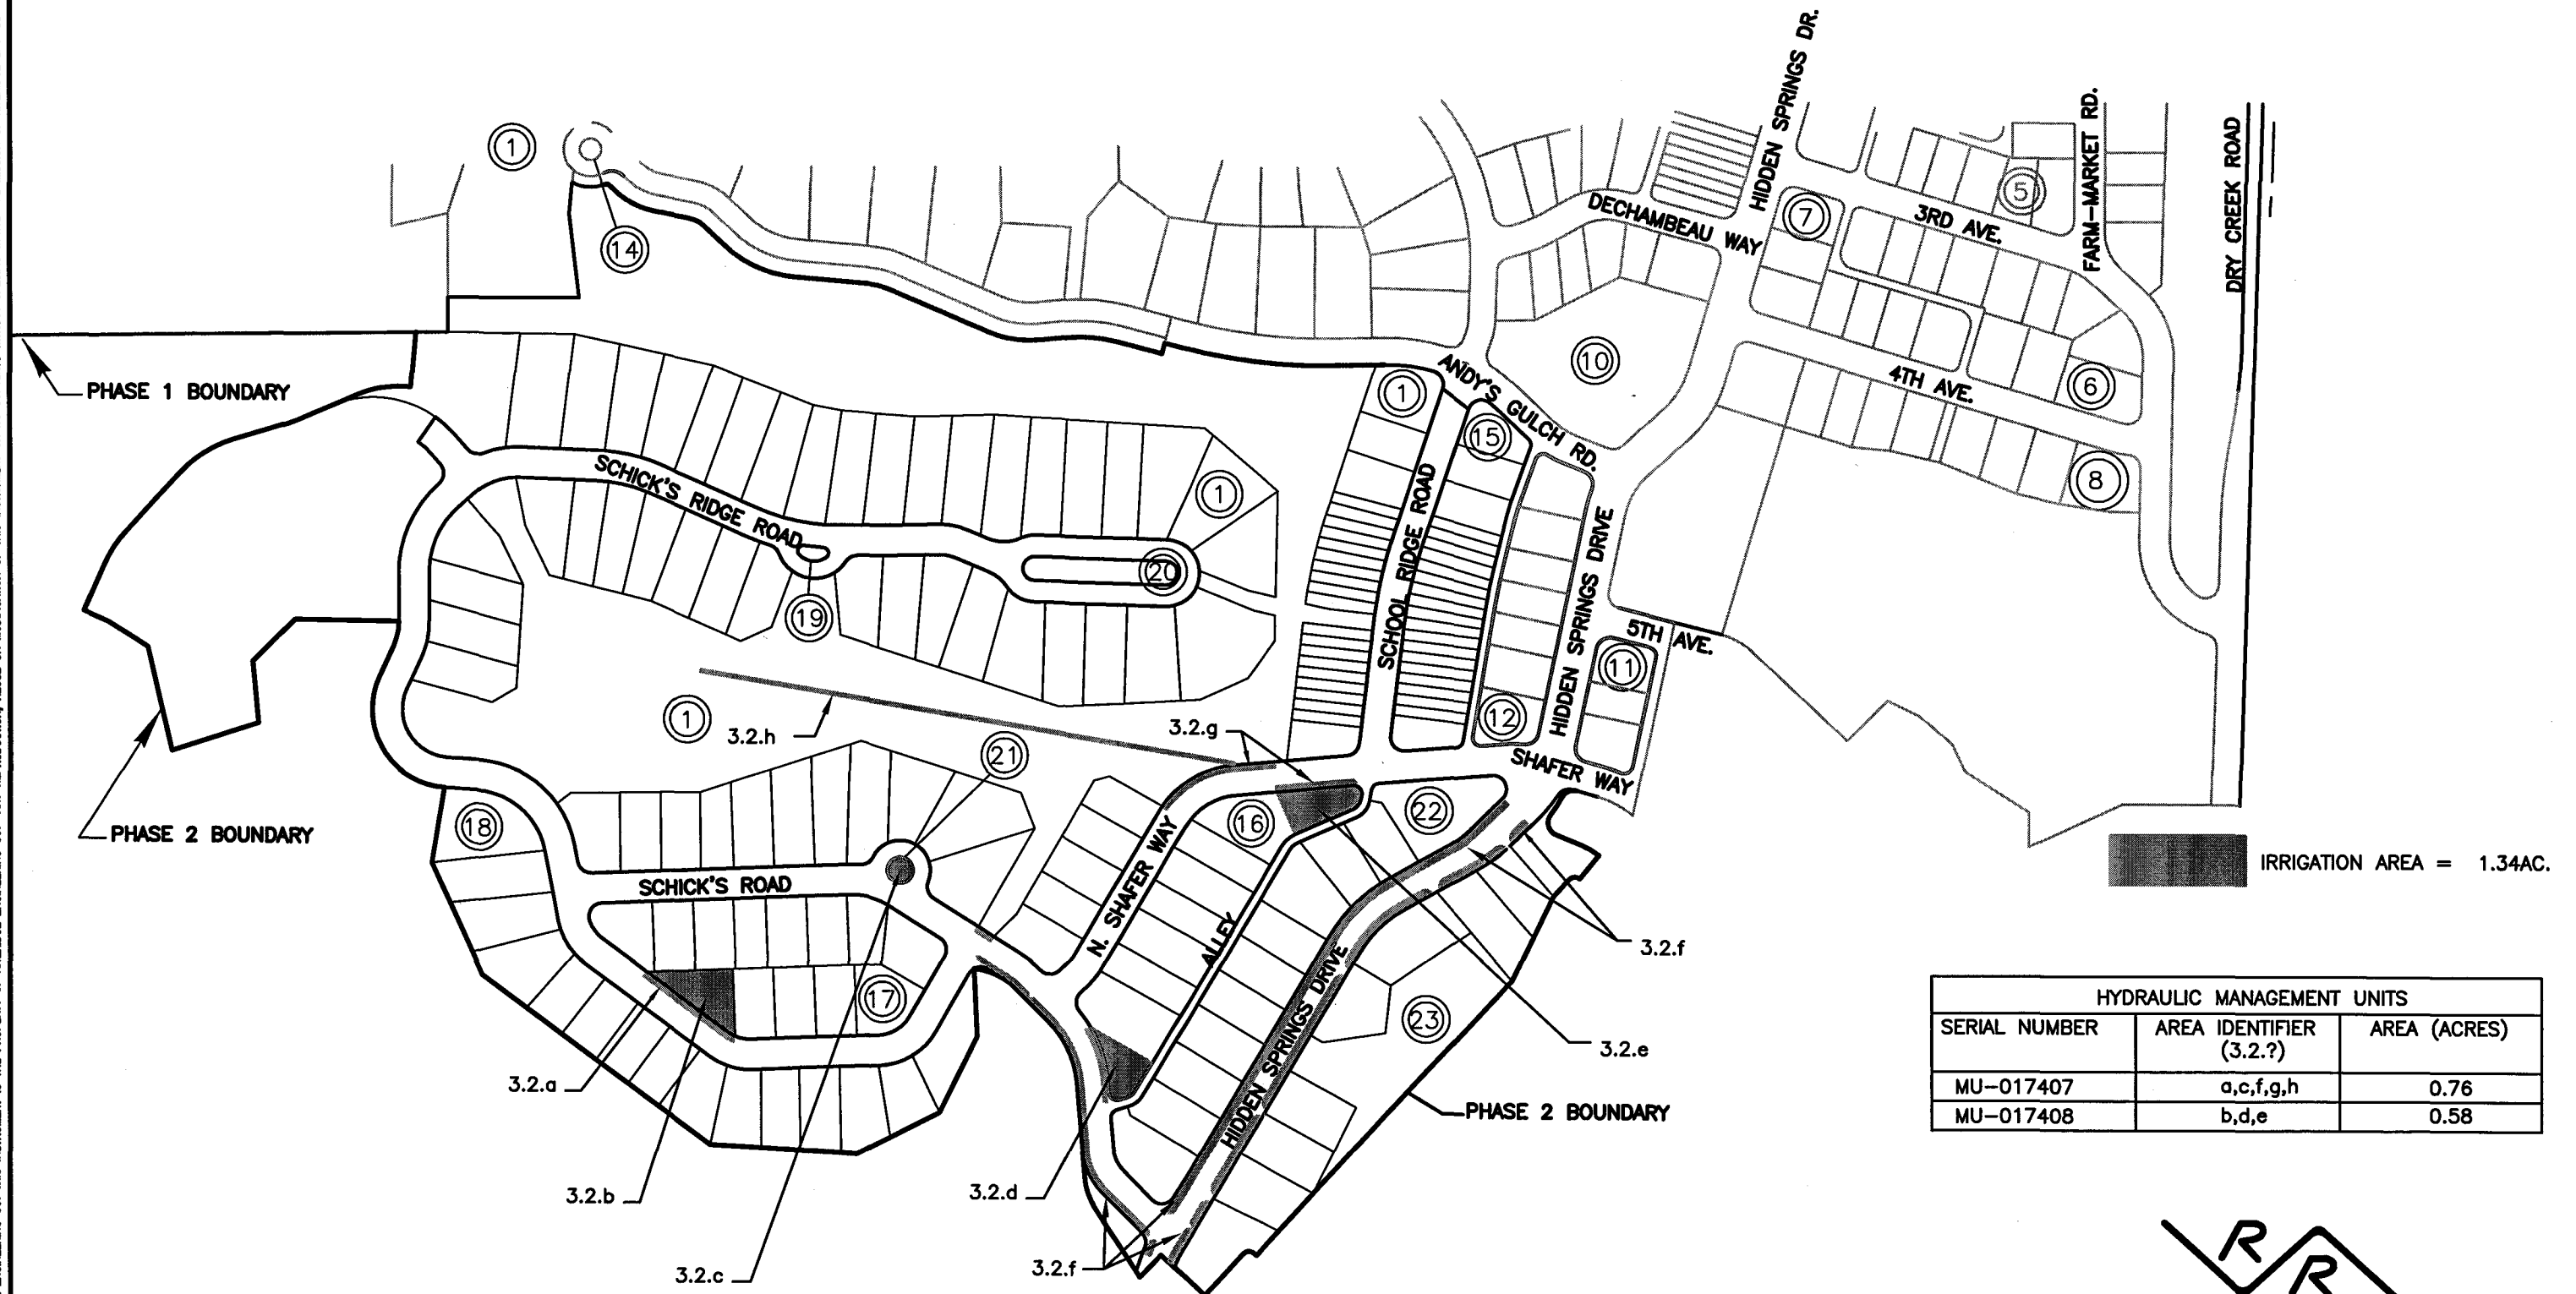 HIDDEN SPRINGS DR.
FARM-MARKET RD.
DRY CREEK ROAD
1
14
DECHAMBEAU WAY
7
3RD AVE.
5
PHASE 1 BOUNDARY
ANDY'S GULCH RD.
10
4TH AVE.
6
8
1
15
SCHICK'S RIDGE ROAD
1
SCHOOL RIDGE ROAD
HIDDEN SPRINGS DRIVE
20
19
5TH AVE.
11
1
3.2.h
3.2.g
12
21
SHAFER WAY
PHASE 2 BOUNDARY
18
16
22
N. SHAFER WAY
SCHICK'S ROAD
ALLEY
3.2.f
17
23
HIDDEN SPRINGS DRIVE
3.2.a
3.2.e
PHASE 2 BOUNDARY
3.2.b
3.2.d
3.2.c
3.2.f
IRRIGATION AREA = 1.34AC.
HYDRAULIC MANAGEMENT UNITS
SERIAL NUMBER AREA IDENTIFIER AREA (ACRES)
(3.2.?)
MU-017407 a,c,f,g,h 0.76
MU-017408 b,d,e 0.58
R
R